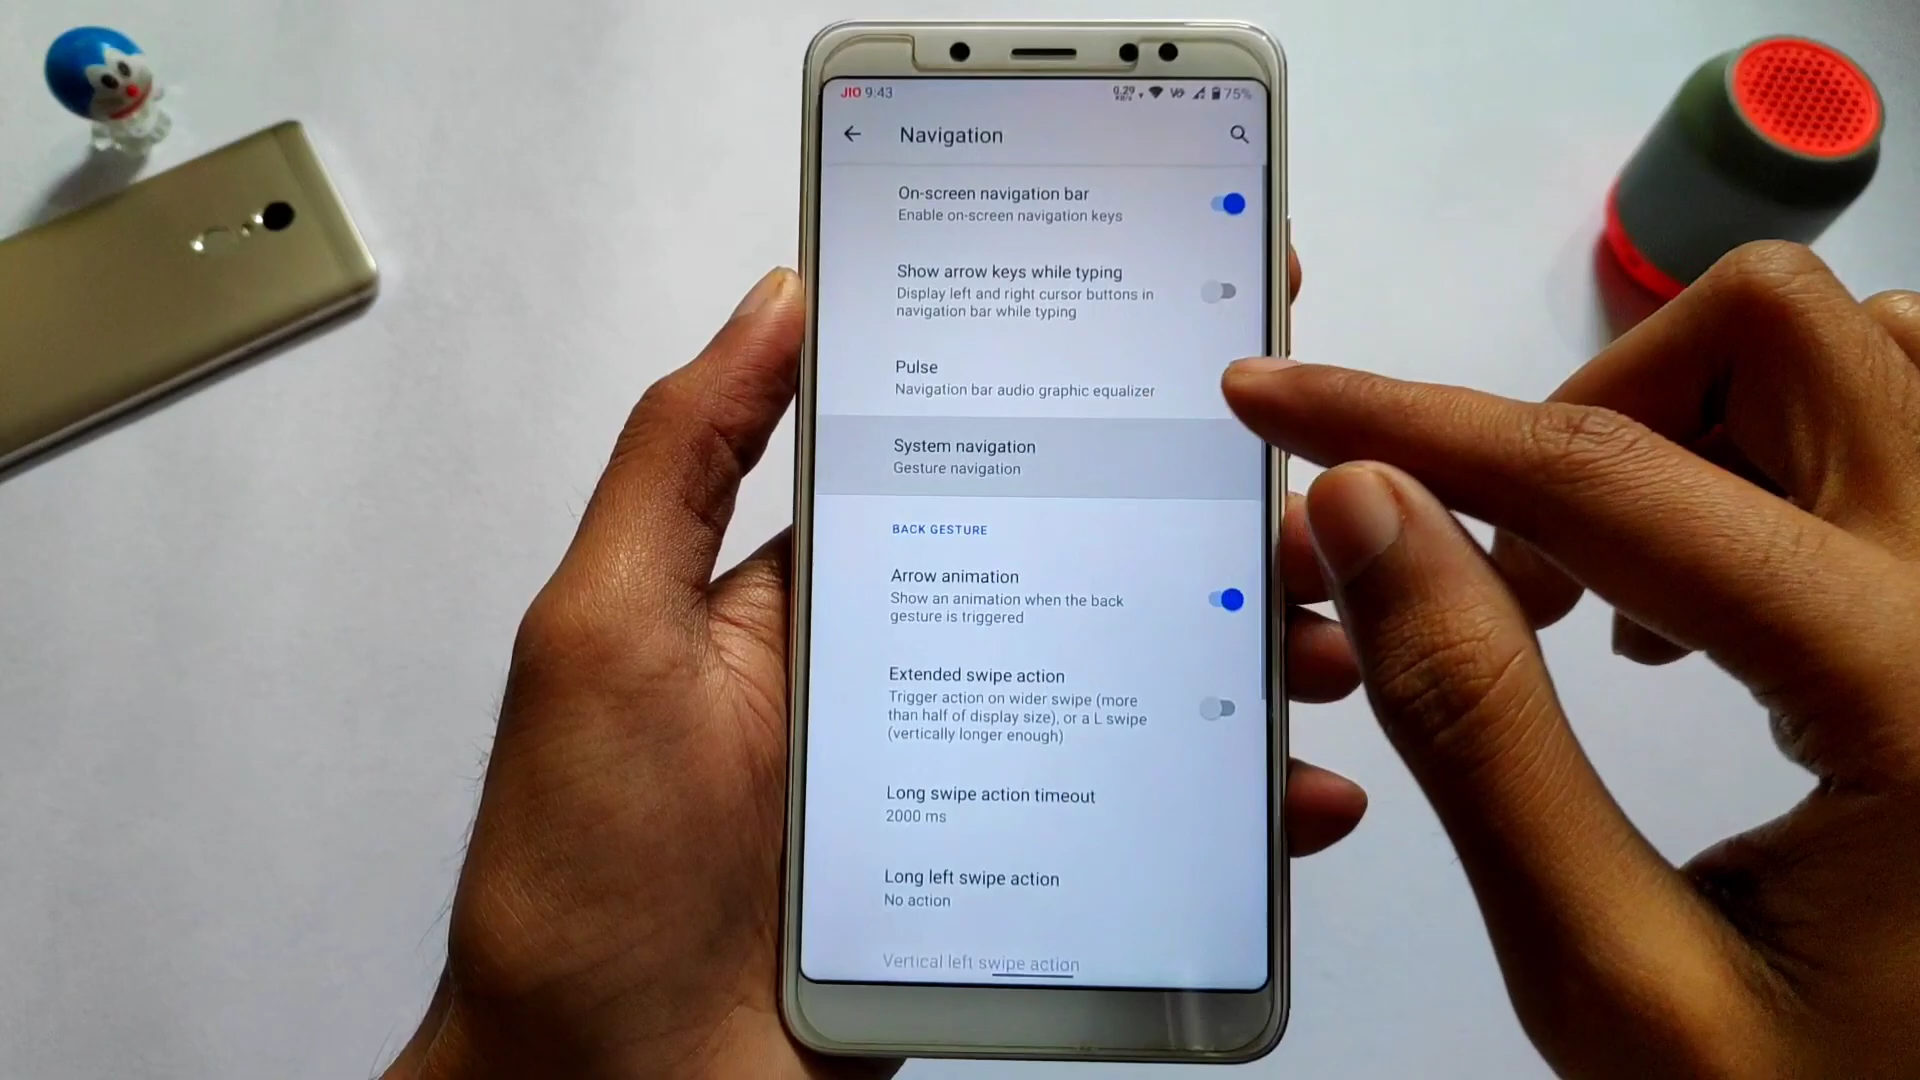 JIO 9:43
0.29
KB/s
75%
Navigation
On-screen navigation bar
Enable on-screen navigation keys
Show arrow keys while typing
Display left and right cursor buttons in
navigation bar while typing
Pulse
Navigation bar audio graphic equalizer
System navigation
Gesture navigation
BACK GESTURE
Arrow animation
Show an animation when the back
gesture is triggered
Extended swipe action
Trigger action on wider swipe (more
than half of display size), or a L swipe
(vertically longer enough)
Long swipe action timeout
2000 ms
Long left swipe action
No action
Vertical left swipe action